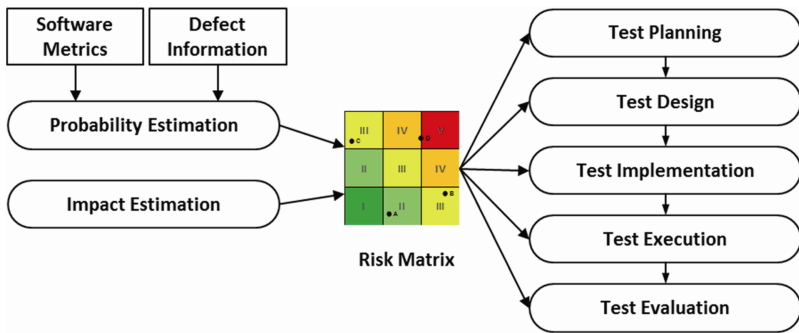 Software
Metrics
Defect
Information
Probability Estimation
Impact Estimation
III IV V
C D
II III IV
B
I II III
A
Risk Matrix
Test Planning
Test Design
Test Implementation
Test Execution
Test Evaluation